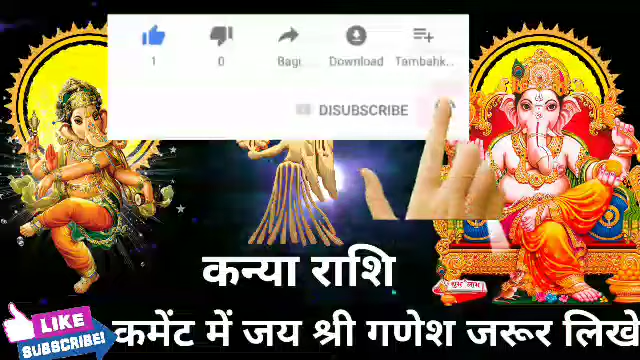 1 0 Bagi Download Tambahk...
DISUBSCRIBE
कन्या राशि
शुभ लाभ
LIKE
SUBSCRIBE!
कमेंट में जय श्री गणेश जरूर लिखे